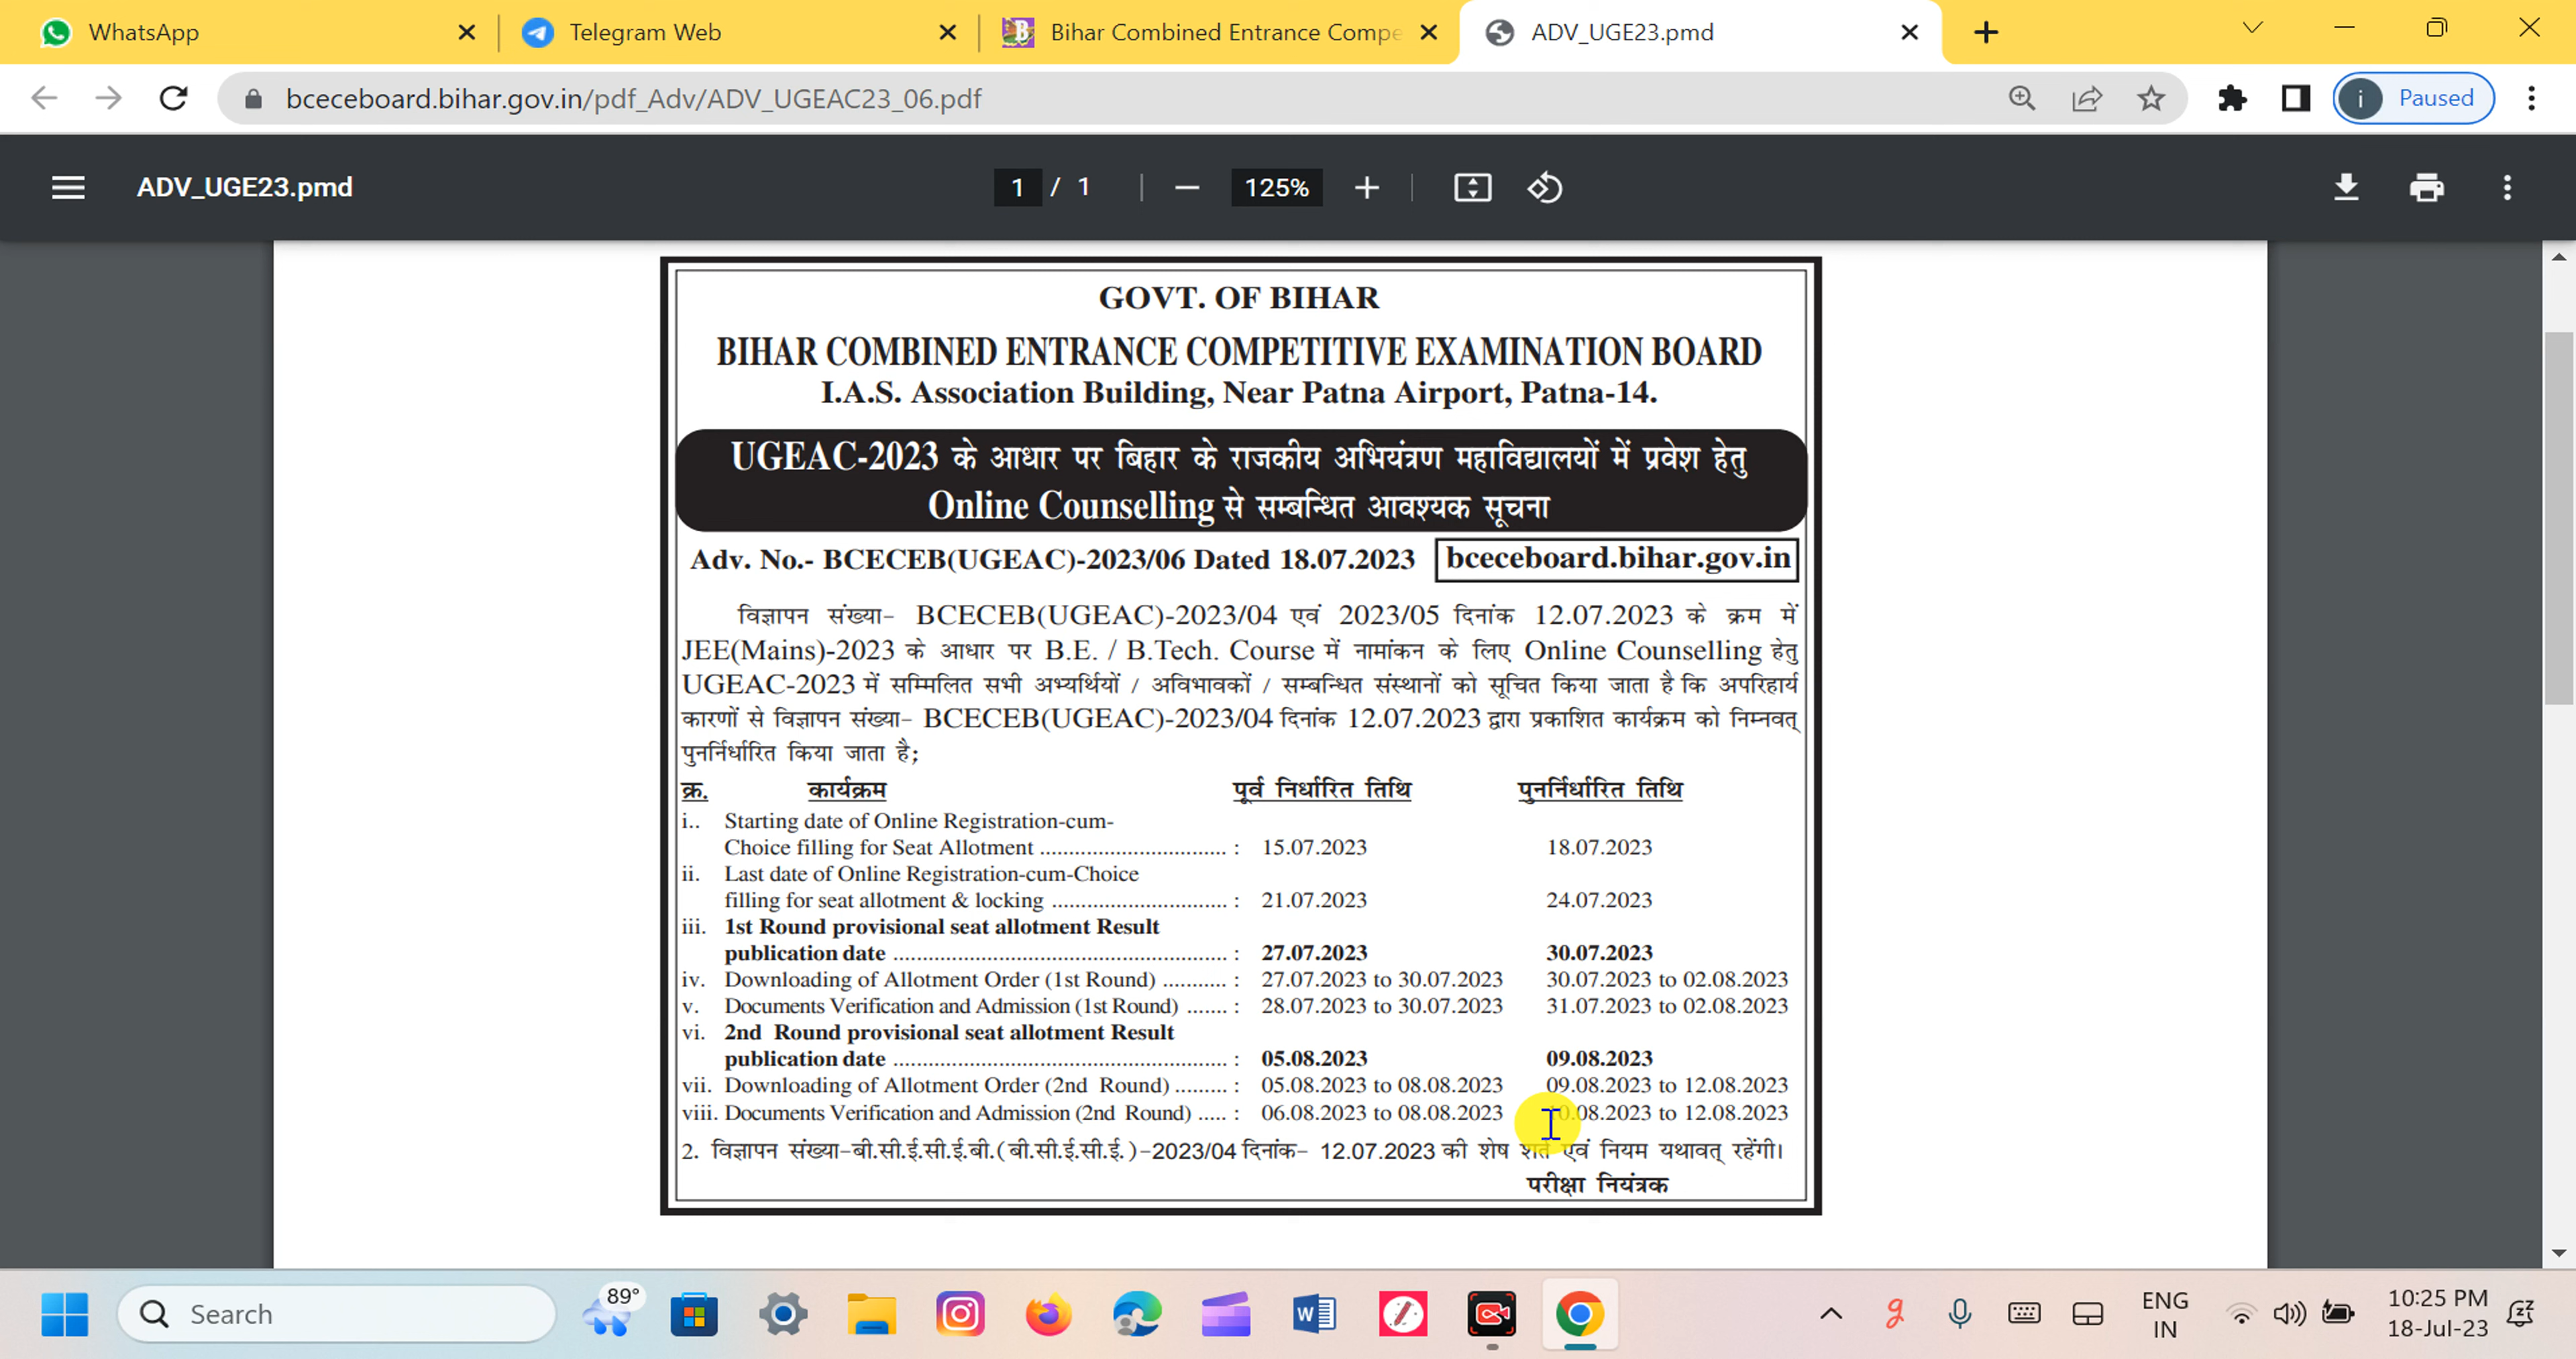 WhatsApp
Telegram Web
Bihar Combined Entrance Compe
ADV_UGE23.pmd
bceceboard.bihar.gov.in/pdf_Adv/ADV_UGEAC23_06.pdf
i Paused
ADV_UGE23.pmd
1 / 1
125%
GOVT. OF BIHAR
BIHAR COMBINED ENTRANCE COMPETITIVE EXAMINATION BOARD
I.A.S. Association Building, Near Patna Airport, Patna-14.
UGEAC-2023 के आधार पर बिहार के राजकीय अभियंत्रण महाविद्यालयों में प्रवेश हेतु
Online Counselling से सम्बन्धित आवश्यक सूचना
Adv. No.- BCECEB(UGEAC)-2023/06 Dated 18.07.2023 bceceboard.bihar.gov.in
विज्ञापन संख्या- BCECEB(UGEAC)-2023/04 एवं 2023/05 दिनांक 12.07.2023 के क्रम में
JEE(Mains)-2023 के आधार पर B.E. / B.Tech. Course में नामांकन के लिए Online Counselling हेतु
UGEAC-2023 में सम्मिलित सभी अभ्यर्थियों / अविभावकों / सम्बन्धित संस्थानों को सूचित किया जाता है कि अपरिहार्य
कारणों से विज्ञापन संख्या- BCECEB(UGEAC)-2023/04 दिनांक 12.07.2023 द्वारा प्रकाशित कार्यक्रम को निम्नवत्
पुनर्निर्धारित किया जाता है;
क्र. कार्यक्रम पूर्व निर्धारित तिथि पुनर्निर्धारित तिथि
i.. Starting date of Online Registration-cum-
Choice filling for Seat Allotment ................................ : 15.07.2023 18.07.2023
ii. Last date of Online Registration-cum-Choice
filling for seat allotment & locking .............................. : 21.07.2023 24.07.2023
iii. 1st Round provisional seat allotment Result
publication date ......................................................... : 27.07.2023 30.07.2023
iv. Downloading of Allotment Order (1st Round) ........... : 27.07.2023 to 30.07.2023 30.07.2023 to 02.08.2023
v. Documents Verification and Admission (1st Round) ....... : 28.07.2023 to 30.07.2023 31.07.2023 to 02.08.2023
vi. 2nd Round provisional seat allotment Result
publication date ......................................................... : 05.08.2023 09.08.2023
vii. Downloading of Allotment Order (2nd Round) ......... : 05.08.2023 to 08.08.2023 09.08.2023 to 12.08.2023
viii. Documents Verification and Admission (2nd Round) ..... : 06.08.2023 to 08.08.2023 10.08.2023 to 12.08.2023
2. विज्ञापन संख्या-बी.सी.ई.सी.ई.बी.(बी.सी.ई.सी.ई.)-2023/04 दिनांक- 12.07.2023 की शेष शर्तें एवं नियम यथावत् रहेंगी।
परीक्षा नियंत्रक
Search
89°
ENG
IN
10:25 PM
18-Jul-23